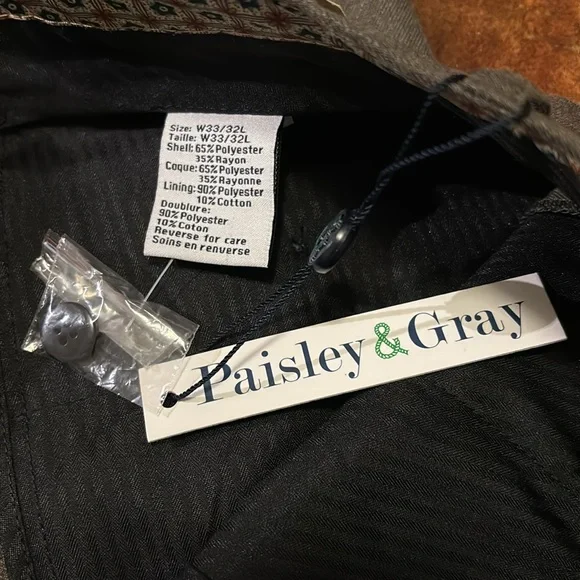 Size: W33/32L
Taille: W33/32L
Shell: 65%Polyester
35%Rayon
Coque: 65%Polyester
35%Rayonne
Lining: 90%Polyester
10%Cotton
Doublure:
90%Polyester
10%Coton
Reverse for care
Soins en renverse
Paisley & Gray